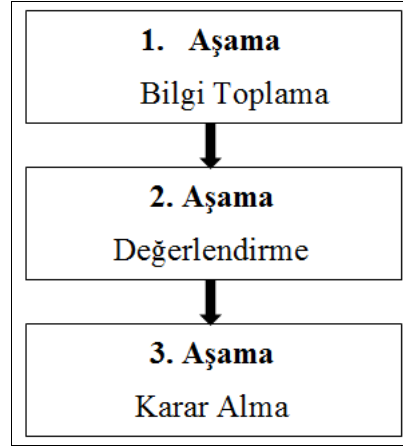 1. Aşama
Bilgi Toplama
2. Aşama
Değerlendirme
3. Aşama
Karar Alma